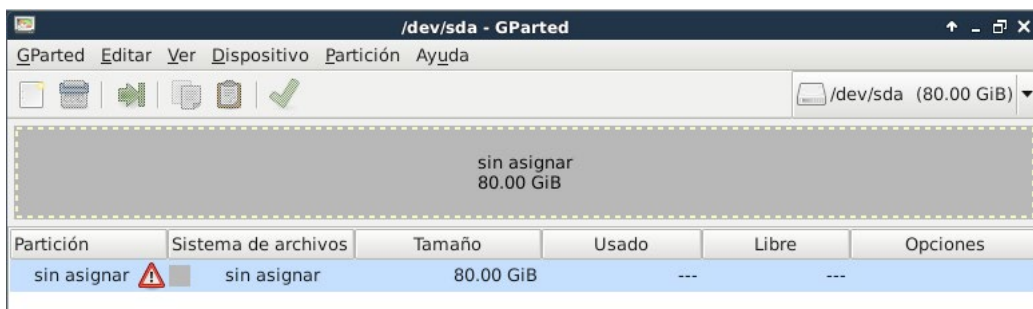 /dev/sda - GParted
GParted Editar Ver Dispositivo Partición Ayuda
/dev/sda (80.00 GiB)
sin asignar
80.00 GiB
Partición Sistema de archivos Tamaño Usado Libre Opciones
sin asignar sin asignar 80.00 GiB --- ---